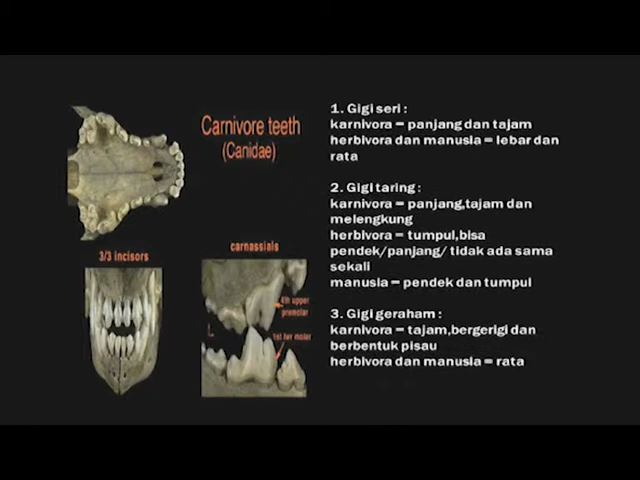 Carnivore teeth
(Canidae)
3/3 incisors
carnassials
4th upper
premolar
1st lwr molar
1. Gigi seri :
karnivora = panjang dan tajam
herbivora dan manusia = lebar dan
rata
2. Gigi taring :
karnivora = panjang,tajam dan
melengkung
herbivora = tumpul,bisa
pendek/panjang/ tidak ada sama
sekali
manusia = pendek dan tumpul
3. Gigi geraham :
karnivora = tajam,bergerigi dan
berbentuk pisau
herbivora dan manusia = rata